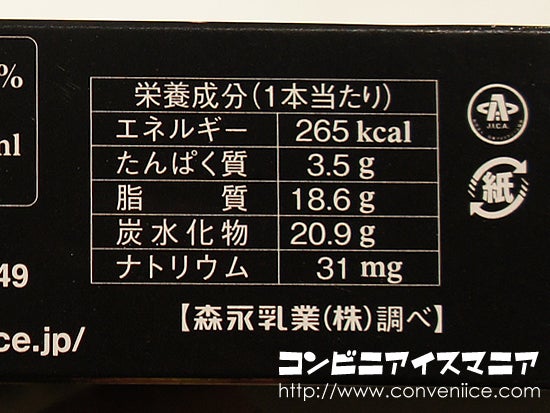 %
ml
栄養成分(1本当たり)
エネルギー 265 kcal
たんぱく質 3.5 g
脂質 18.6 g
炭水化物 20.9 g
ナトリウム 31 mg
【森永乳業(株)調べ】
A
J.I.C.A.
紙
49
ce.jp/
コンビニアイスマニア
http://www.conveniice.com/